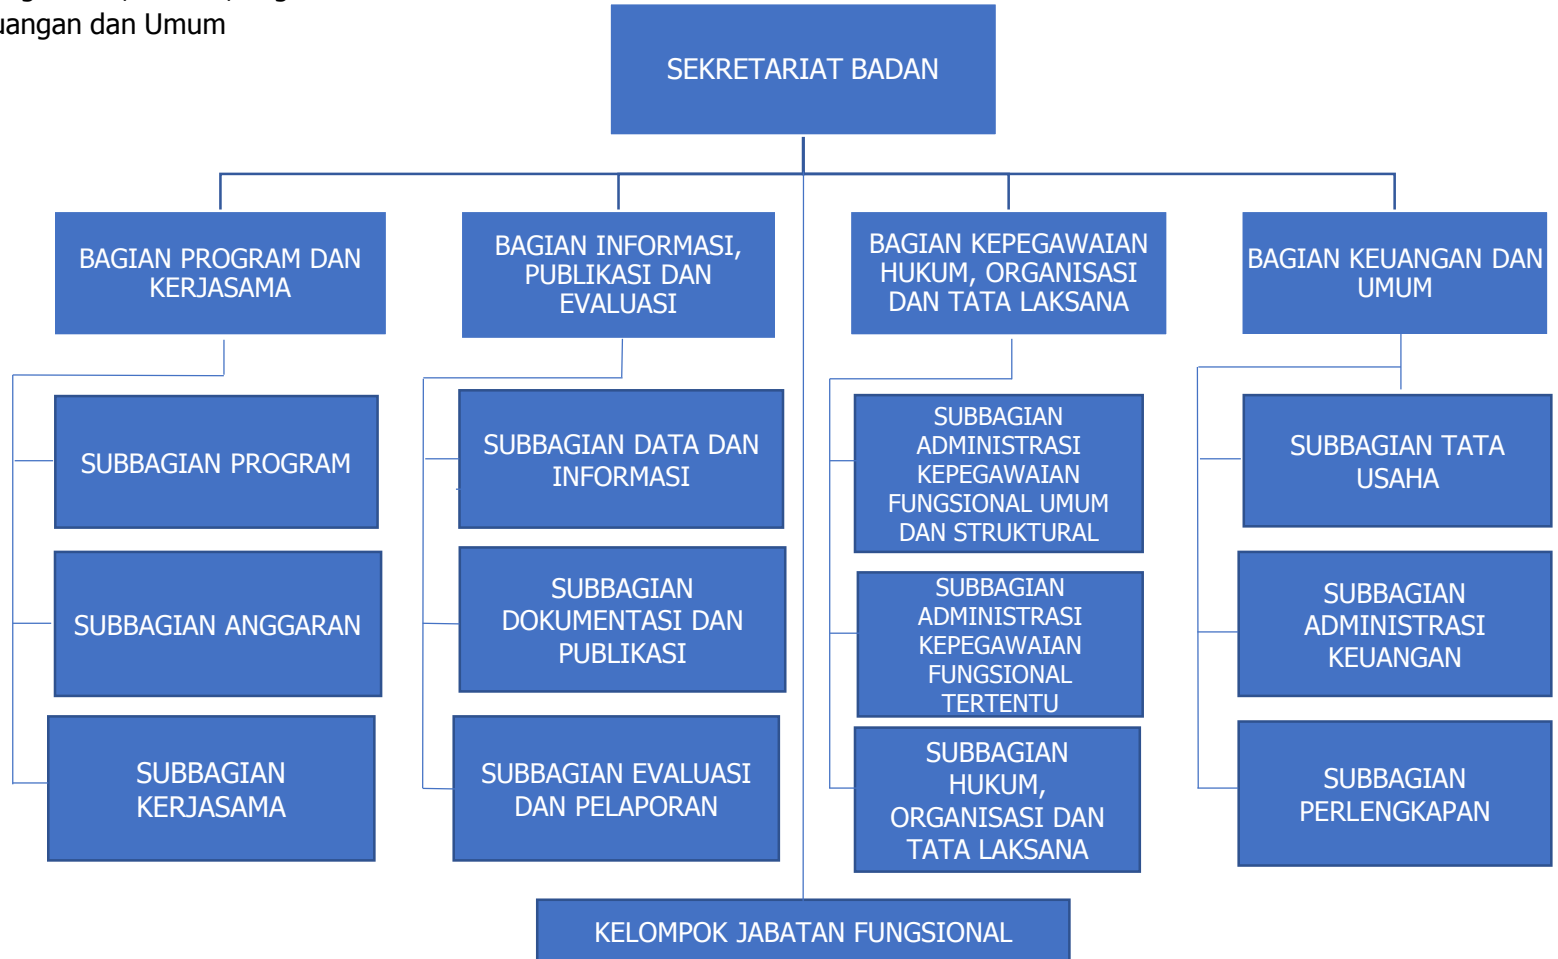 uangan dan Umum
SEKRETARIAT BADAN
BAGIAN PROGRAM DAN
KERJASAMA
BAGIAN INFORMASI,
PUBLIKASI DAN
EVALUASI
BAGIAN KEPEGAWAIAN
HUKUM, ORGANISASI
DAN TATA LAKSANA
BAGIAN KEUANGAN DAN
UMUM
SUBBAGIAN PROGRAM
SUBBAGIAN DATA DAN
INFORMASI
SUBBAGIAN
ADMINISTRASI
KEPEGAWAIAN
FUNGSIONAL UMUM
DAN STRUKTURAL
SUBBAGIAN TATA
USAHA
SUBBAGIAN ANGGARAN
SUBBAGIAN
DOKUMENTASI DAN
PUBLIKASI
SUBBAGIAN
ADMINISTRASI
KEPEGAWAIAN
FUNGSIONAL
TERTENTU
SUBBAGIAN
ADMINISTRASI
KEUANGAN
SUBBAGIAN
KERJASAMA
SUBBAGIAN EVALUASI
DAN PELAPORAN
SUBBAGIAN
HUKUM,
ORGANISASI DAN
TATA LAKSANA
SUBBAGIAN
PERLENGKAPAN
KELOMPOK JABATAN FUNGSIONAL